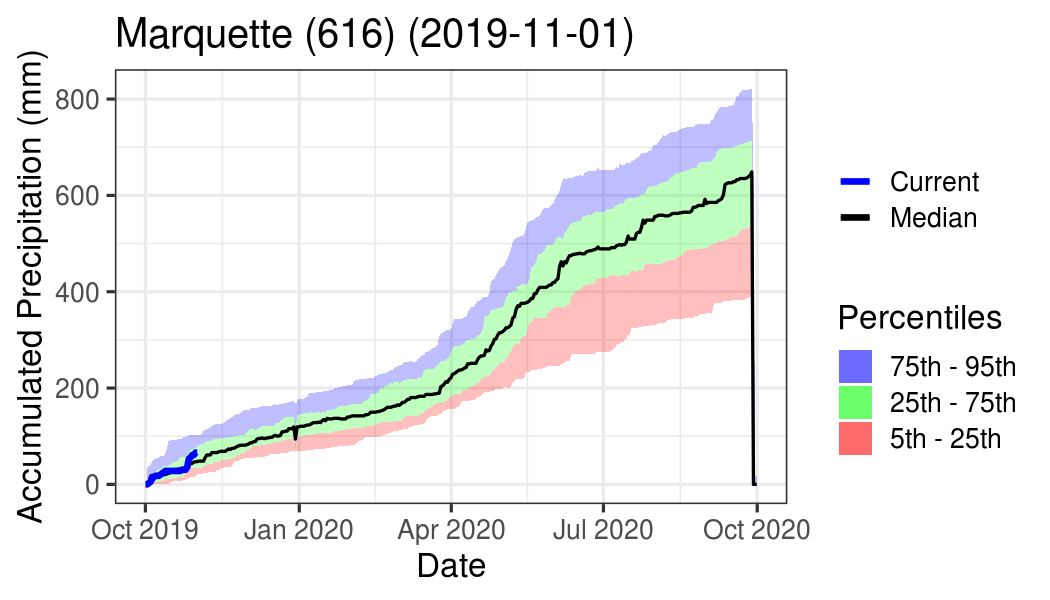 Marquette (616) (2019-11-01)
Accumulated Precipitation (mm)
800
600
400
200
0
Oct 2019
Jan 2020
Apr 2020
Jul 2020
Oct 2020
Date
Current
Median
Percentiles
75th - 95th
25th - 75th
5th - 25th